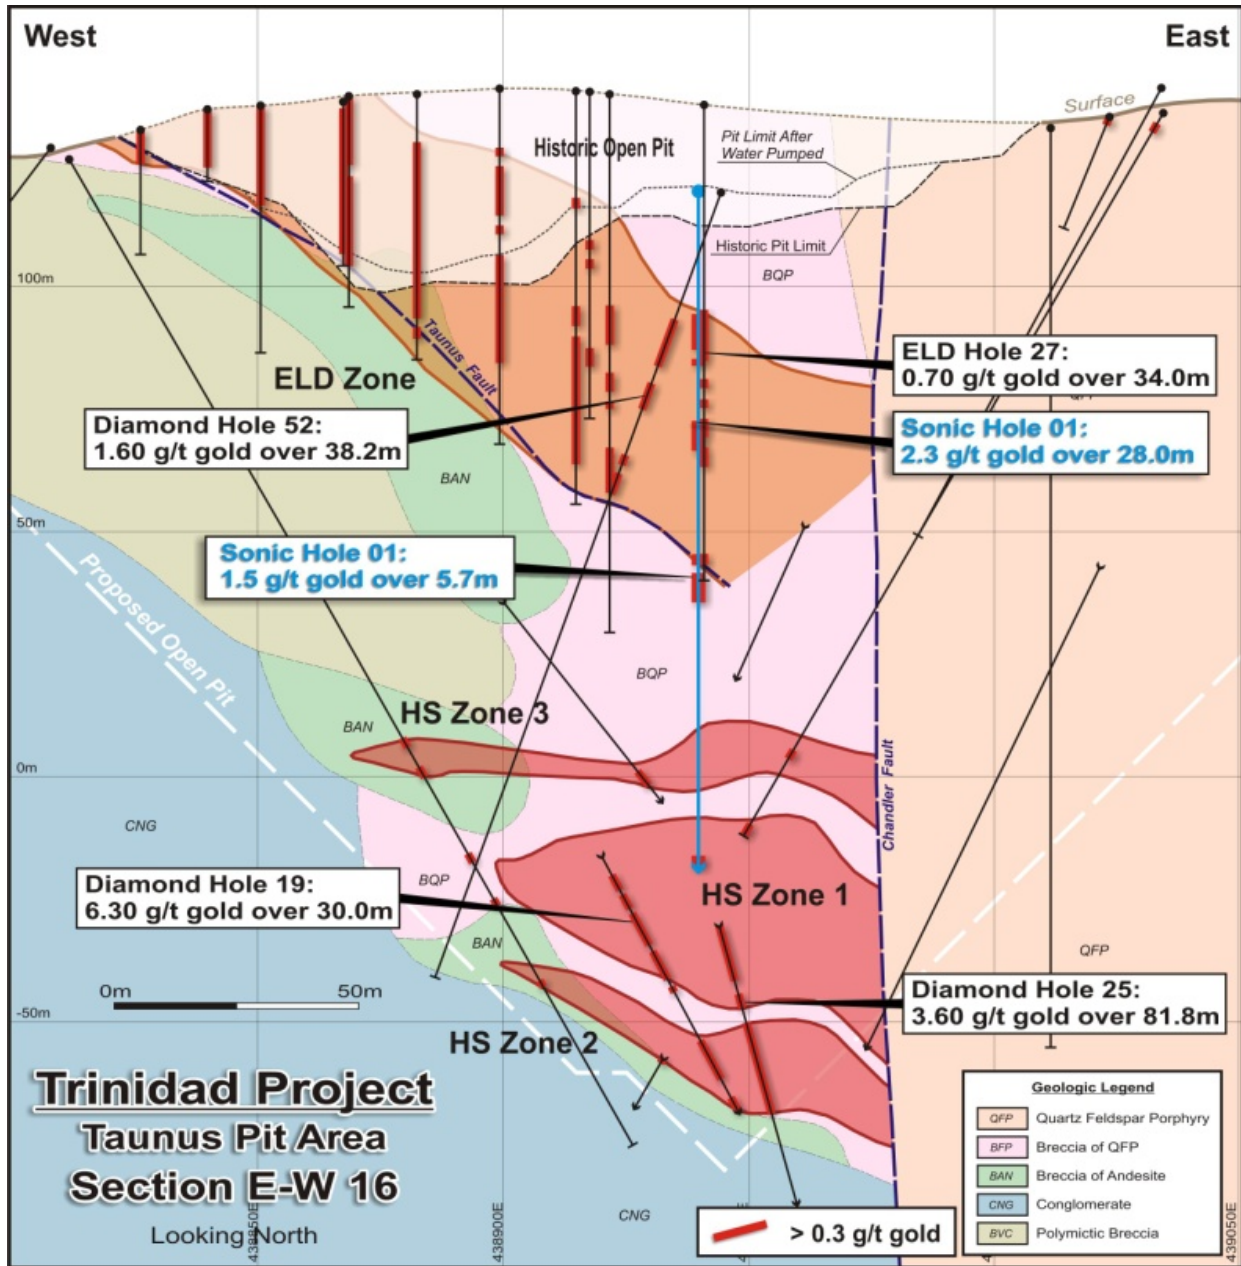 West
East
Surface
Historic Open Pit
Pit Limit After
Water Pumped
Historic Pit Limit
BQP
100m
Taunus Fault
ELD Zone
ELD Hole 27:
0.70 g/t gold over 34.0m
Diamond Hole 52:
1.60 g/t gold over 38.2m
Sonic Hole 01:
2.3 g/t gold over 28.0m
BAN
50m
Sonic Hole 01:
1.5 g/t gold over 5.7m
Proposed Open Pit
BQP
HS Zone 3
BAN
0m
Chandler Fault
CNG
Diamond Hole 19:
6.30 g/t gold over 30.0m
BQP
HS Zone 1
BAN
QFP
0m 50m
Diamond Hole 25:
3.60 g/t gold over 81.8m
-50m
HS Zone 2
Trinidad Project
Taunus Pit Area
Section E-W 16
Looking North
438850E
438900E
439050E
CNG
> 0.3 g/t gold
Geologic Legend
QFP Quartz Feldspar Porphyry
BFP Breccia of QFP
BAN Breccia of Andesite
CNG Conglomerate
BVC Polymictic Breccia